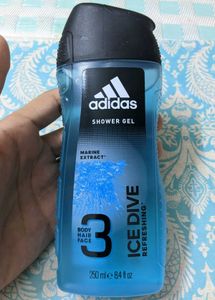 adidas
SHOWER GEL
MARINE
EXTRACT*
3
BODY
HAIR
FACE
ICE DIVE
REFRESHING*
250 ml e 8.4 fl oz